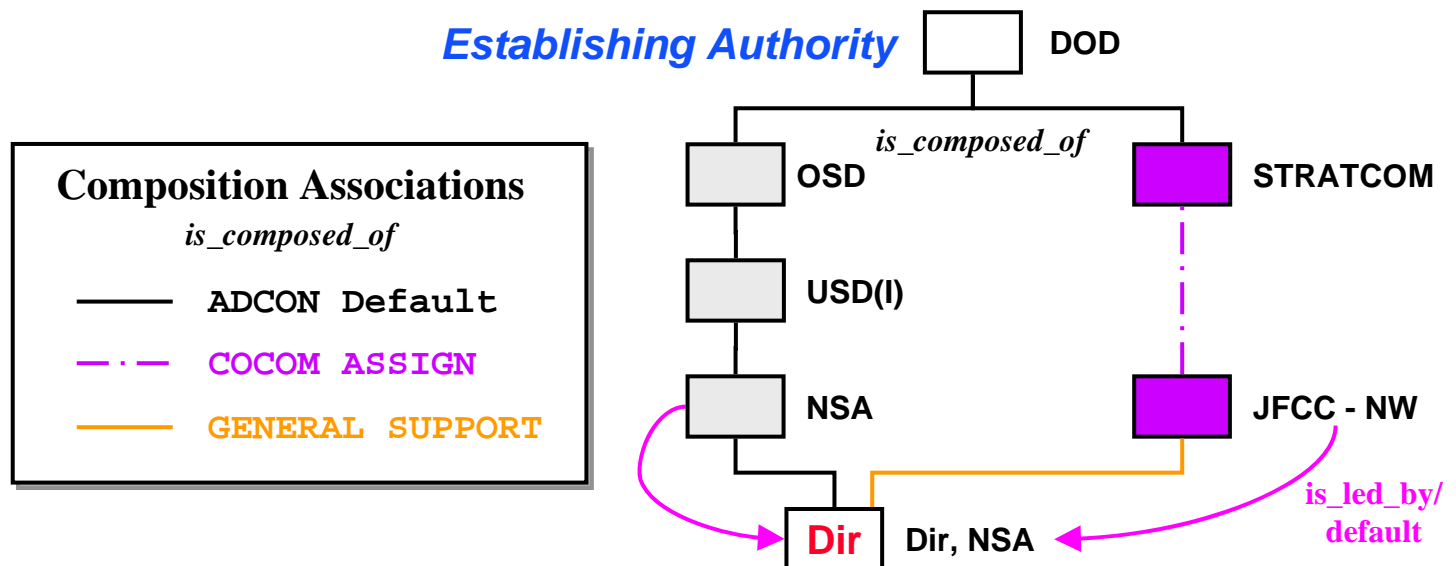 Establishing Authority
DOD
is_composed_of
OSD
STRATCOM
Composition Associations
is_composed_of
ADCON Default
COCOM ASSIGN
GENERAL SUPPORT
USD(I)
NSA
JFCC - NW
is_led_by/
default
Dir
Dir, NSA